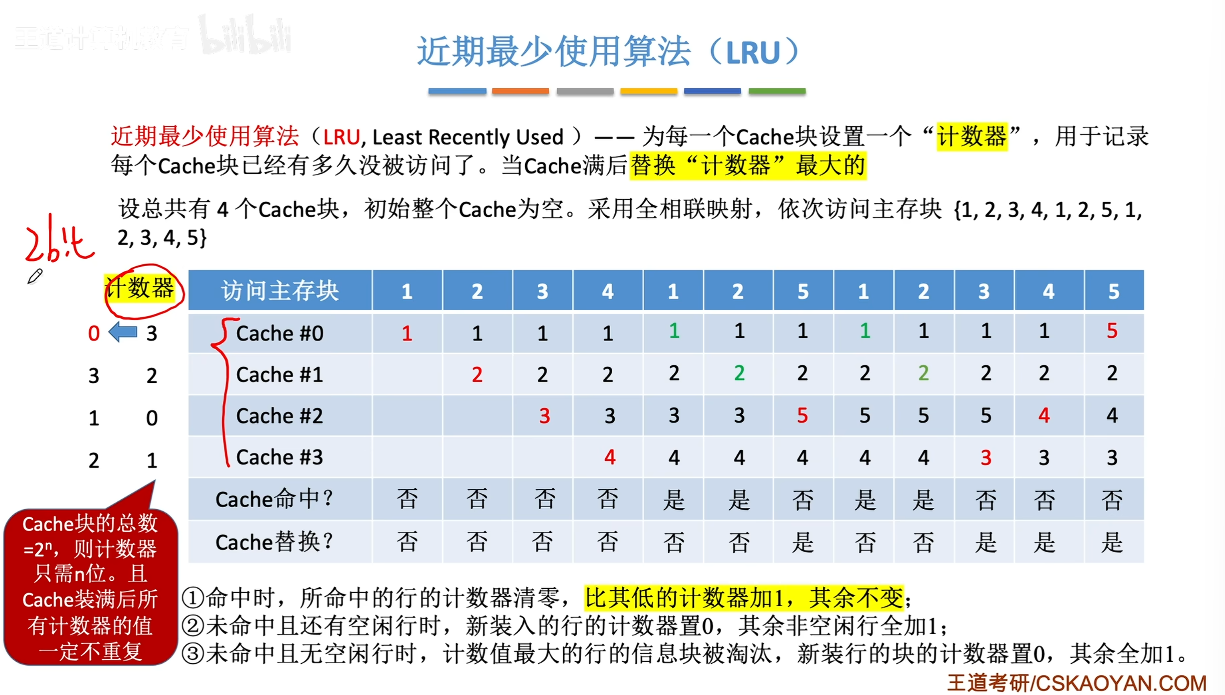 bilibili
近期最少使用算法（LRU）
近期最少使用算法（LRU, Least Recently Used ）—— 为每一个Cache块设置一个“计数器”，用于记录
每个Cache块已经有多久没被访问了。当Cache满后替换“计数器”最大的
设总共有 4 个Cache块，初始整个Cache为空。采用全相联映射，依次访问主存块 {1, 2, 3, 4, 1, 2, 5, 1,
2, 3, 4, 5}
2bit
计数器 访问主存块 1 2 3 4 1 2 5 1 2 3 4 5
0 3 Cache #0 1 1 1 1 1 1 1 1 1 1 1 5
3 2 Cache #1 2 2 2 2 2 2 2 2 2 2 2
1 0 Cache #2 3 3 3 3 5 5 5 5 4 4
2 1 Cache #3 4 4 4 4 4 4 3 3 3
Cache命中？ 否 否 否 否 是 是 否 是 是 否 否 否
Cache替换？ 否 否 否 否 否 否 是 否 否 是 是 是
Cache块的总数
=2ⁿ，则计数器
只需n位。且
Cache装满后所
有计数器的值
一定不重复
①命中时，所命中的行的计数器清零，比其低的计数器加1，其余不变；
②未命中且还有空闲行时，新装入的行的计数器置0，其余非空闲行全加1；
③未命中且无空闲行时，计数值最大的行的信息块被淘汰，新装行的块的计数器置0，其余全加1。
王道考研/CSKAOYAN.COM